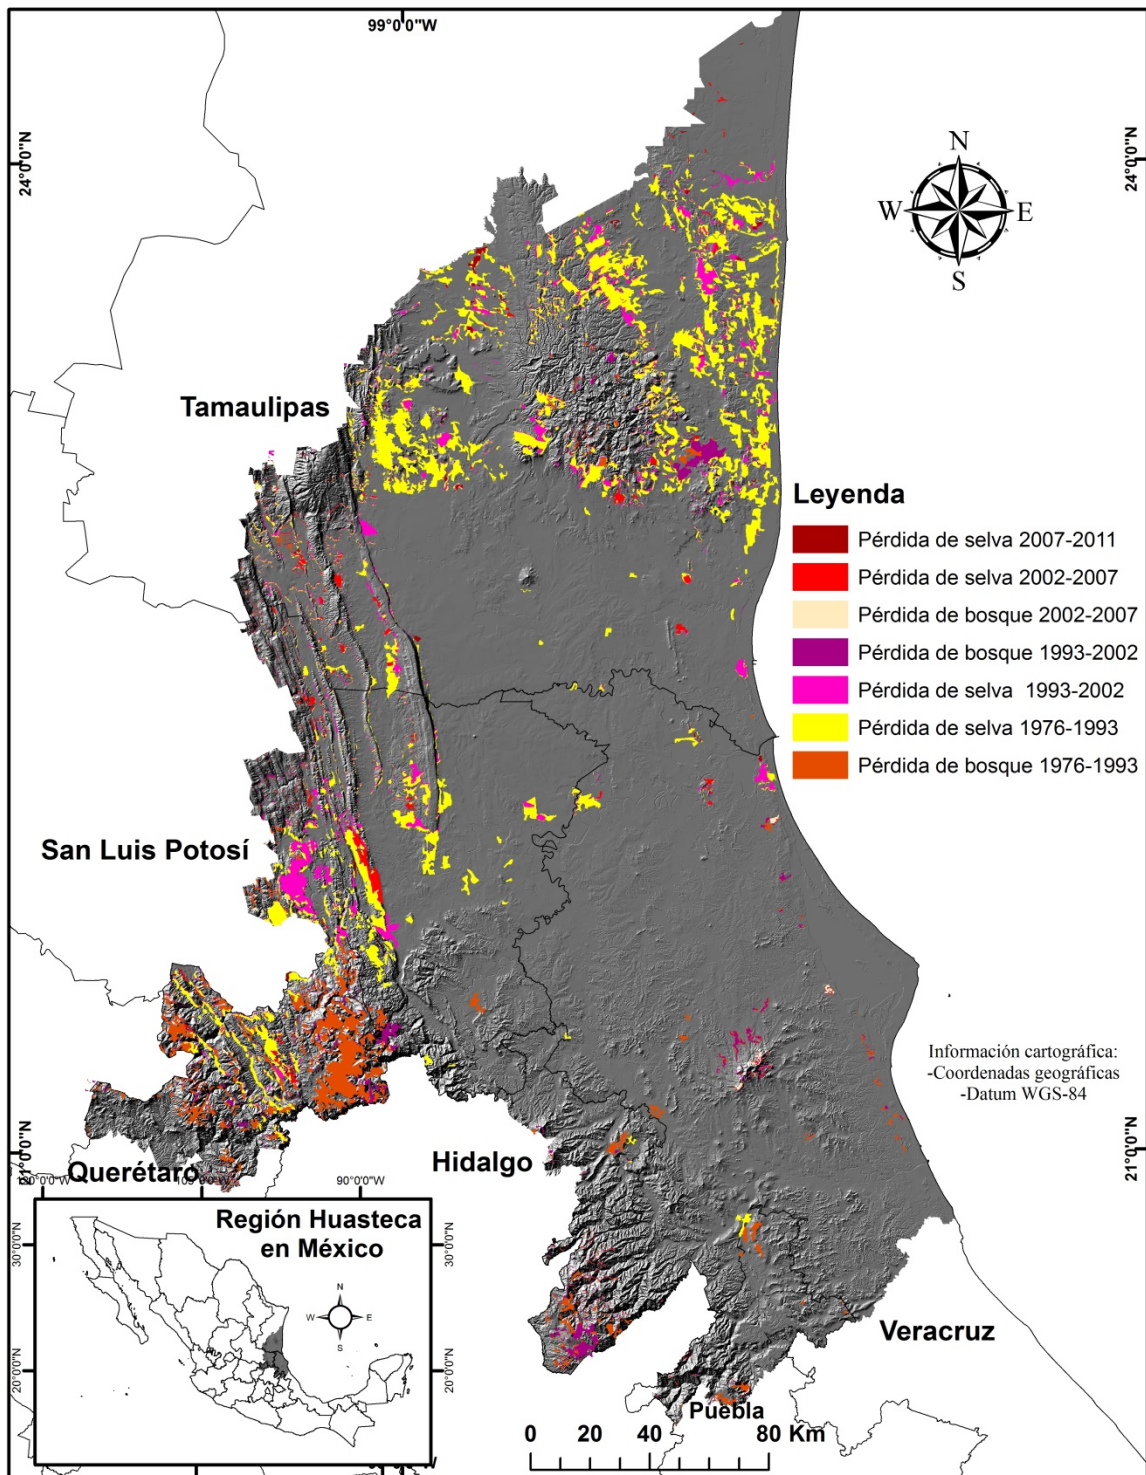 99°0'0"W
24°0'0"N
24°0'0"N
N
W
E
S
Tamaulipas
Leyenda
Pérdida de selva 2007-2011
Pérdida de selva 2002-2007
Pérdida de bosque 2002-2007
Pérdida de bosque 1993-2002
Pérdida de selva 1993-2002
Pérdida de selva 1976-1993
Pérdida de bosque 1976-1993
San Luis Potosí
Información cartográfica:
-Coordenadas geográficas
-Datum WGS-84
21°0'0"N
Querétaro
Hidalgo
90°0'0"W
Región Huasteca
en México
30°0'0"N
30°0'0"N
N
W
E
S
20°0'0"N
20°0'0"N
Veracruz
Puebla
0 20 40 80 Km